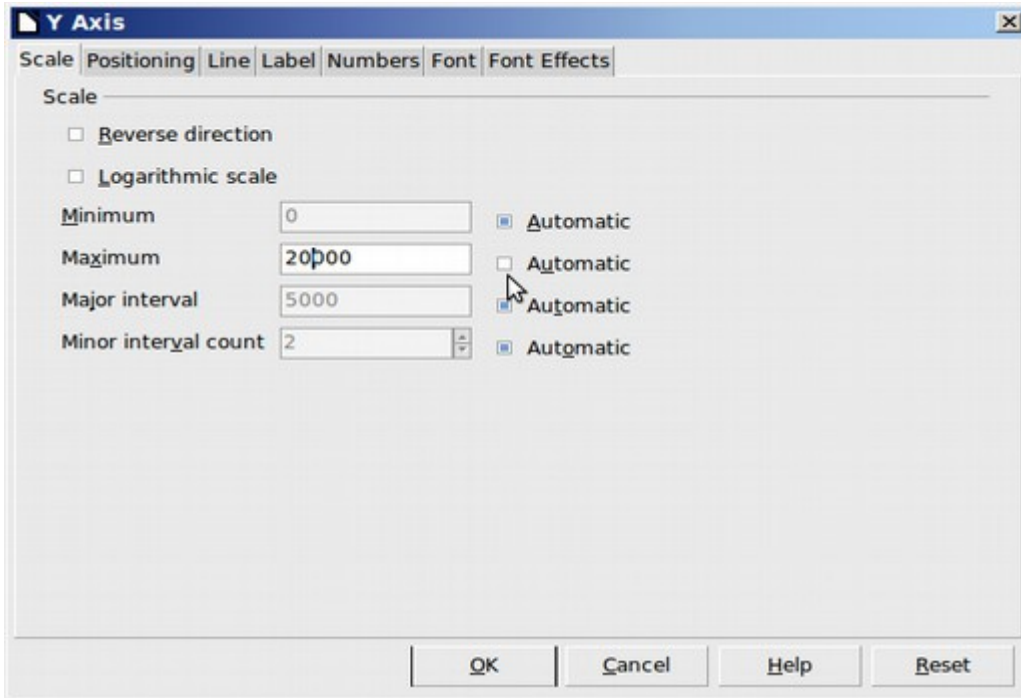 Y Axis
Scale Positioning Line Label Numbers Font Font Effects
Scale
Reverse direction
Logarithmic scale
Minimum 0 Automatic
Maximum 20000 Automatic
Major interval 5000 Automatic
Minor interval count 2 Automatic
OK Cancel Help Reset